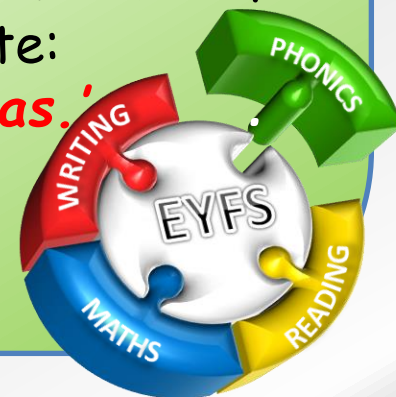 te:
as.’
PHONICS
WRITING
EYFS
READING
MATHS